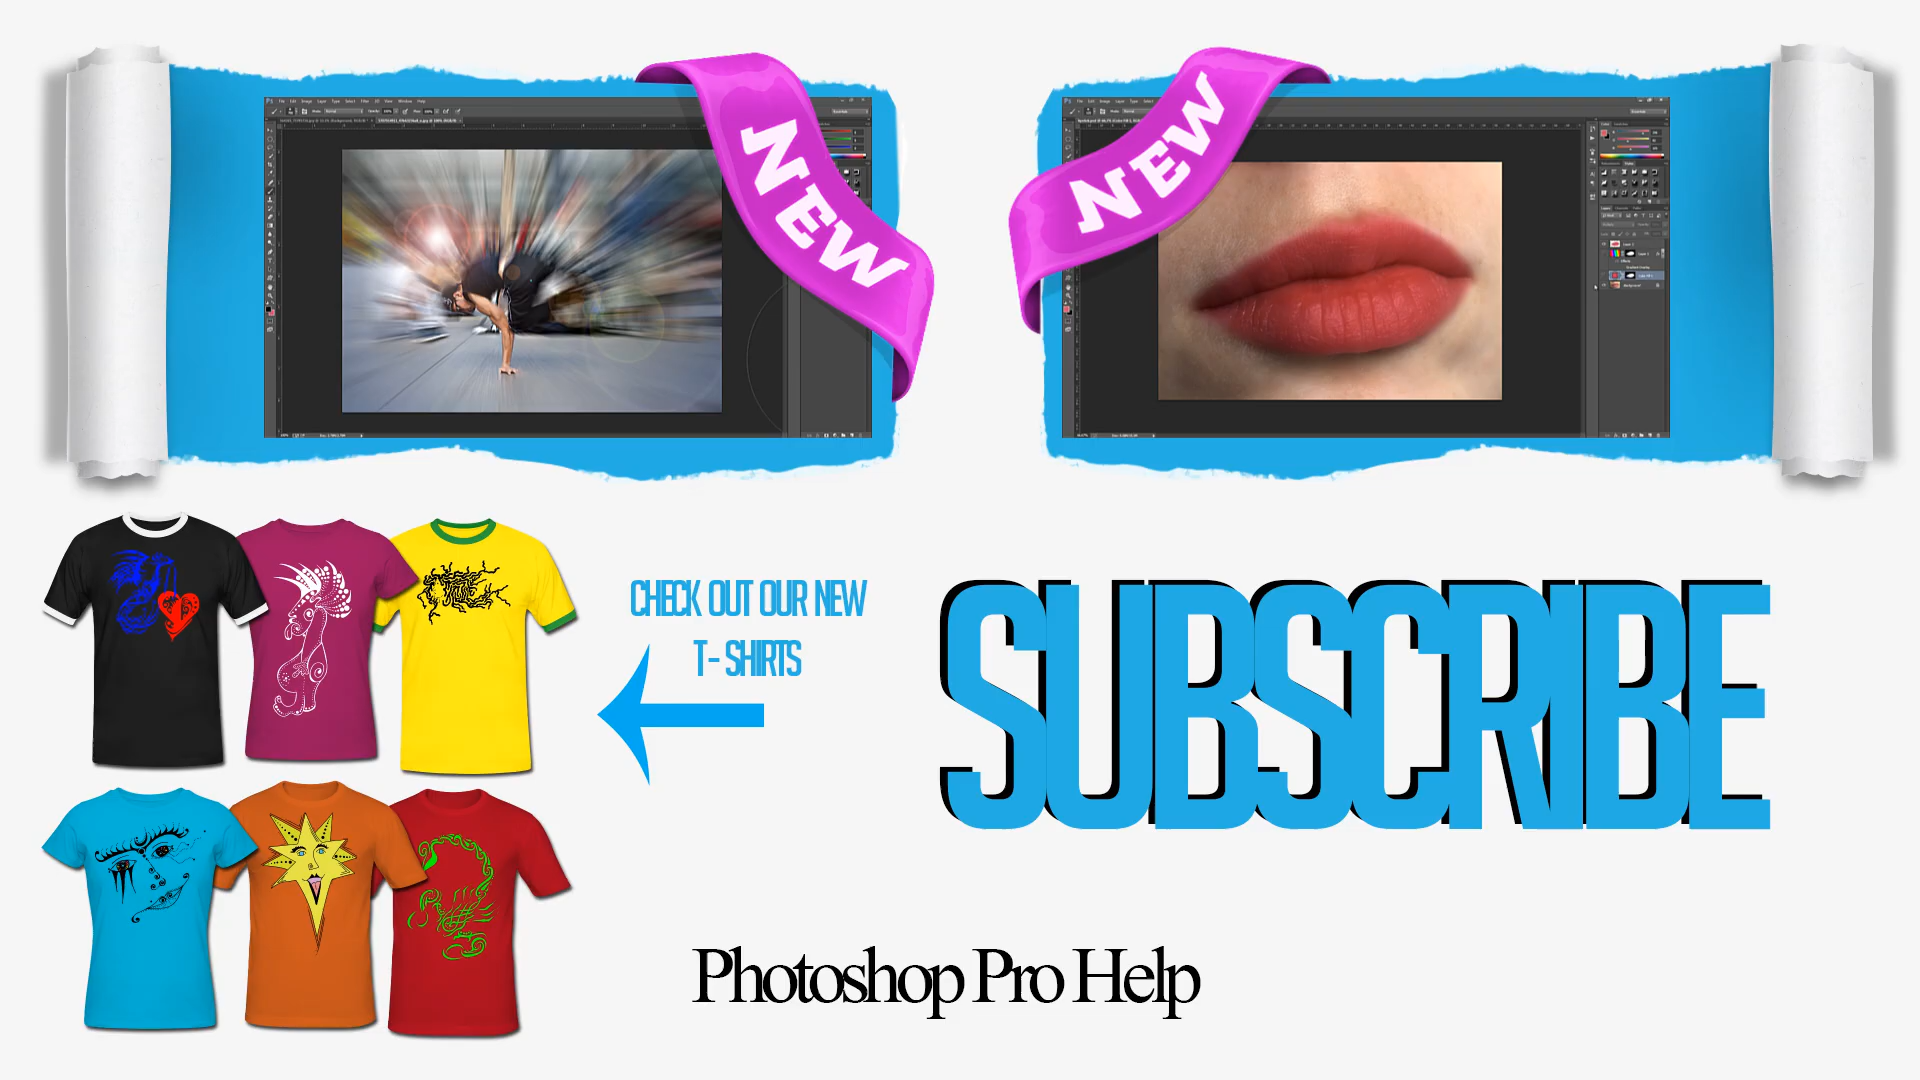 NEW
NEW
CHECK OUT OUR NEW
T- SHIRTS
SUBSCRIBE
Photoshop Pro Help